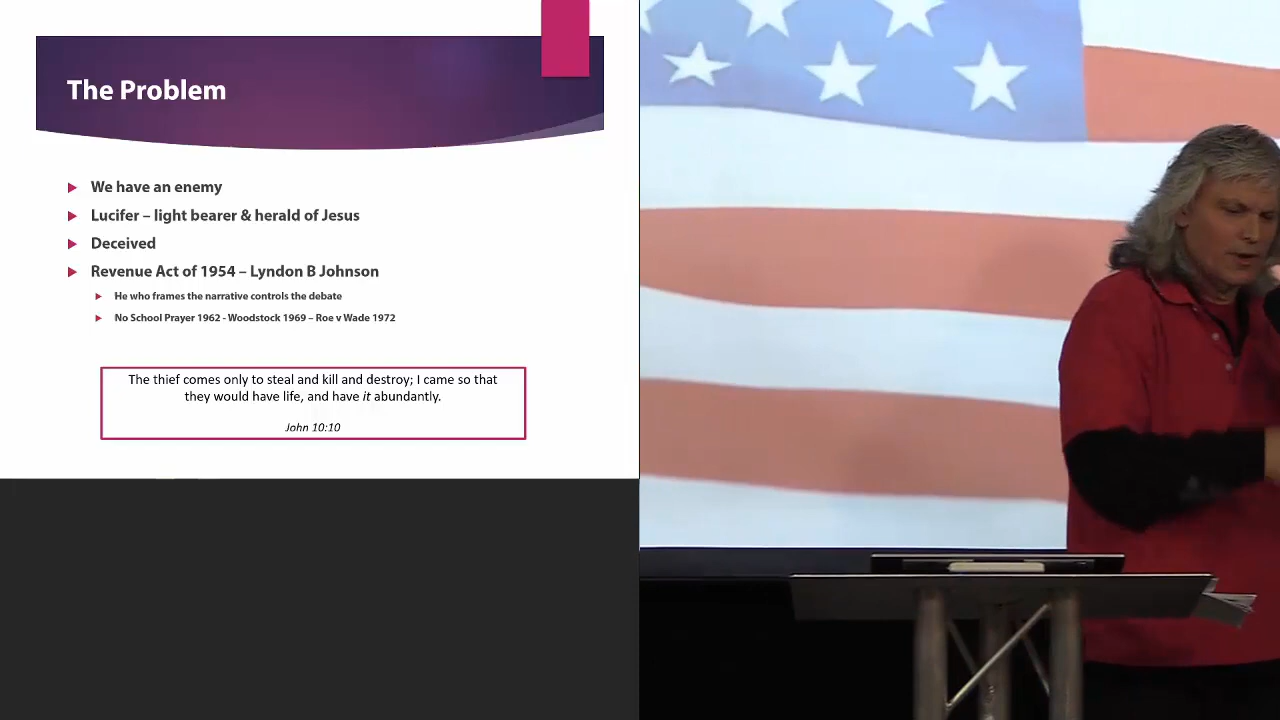 The Problem
We have an enemy
Lucifer – light bearer & herald of Jesus
Deceived
Revenue Act of 1954 – Lyndon B Johnson
He who frames the narrative controls the debate
No School Prayer 1962 - Woodstock 1969 – Roe v Wade 1972
The thief comes only to steal and kill and destroy; I came so that
they would have life, and have it abundantly.
John 10:10